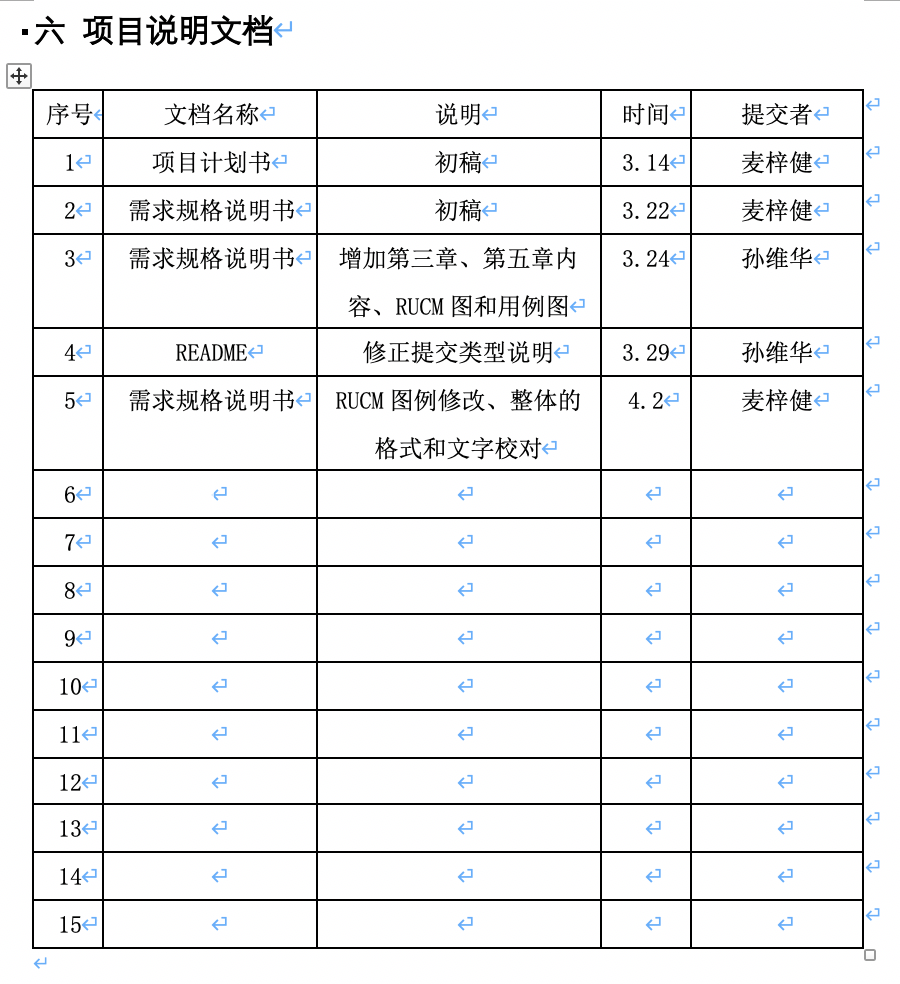 六 项目说明文档
序号 文档名称 说明 时间 提交者
1 项目计划书 初稿 3.14 麦梓健
2 需求规格说明书 初稿 3.22 麦梓健
3 需求规格说明书 增加第三章、第五章内 3.24 孙维华
容、RUCM 图和用例图
4 README 修正提交类型说明 3.29 孙维华
5 需求规格说明书 RUCM 图例修改、整体的 4.2 麦梓健
格式和文字校对
6
7
8
9
10
11
12
13
14
15